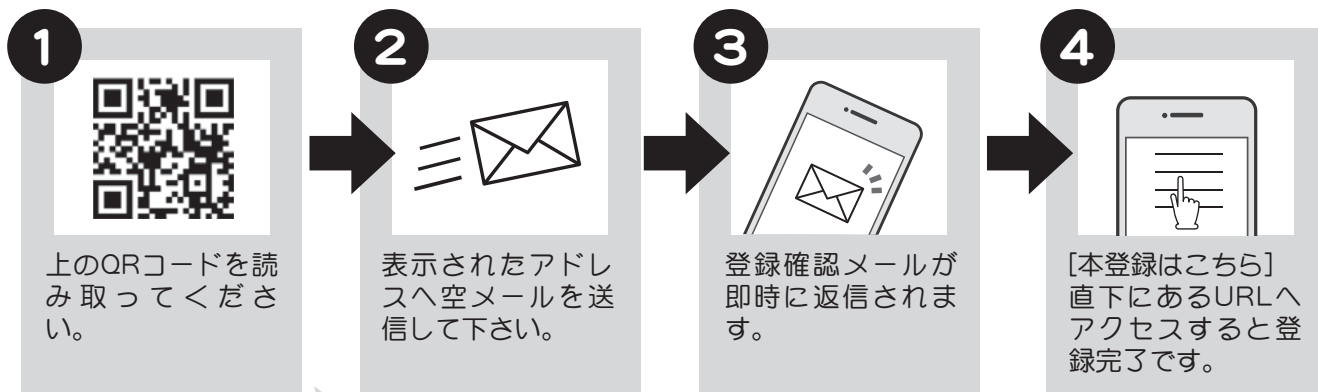 1
上のQRコードを読
み取ってくださ
い。
2
表示されたアドレ
スへ空メールを送
信して下さい。
3
登録確認メールが
即時に返信されま
す。
4
[本登録はこちら]
直下にあるURLへ
アクセスすると登
録完了です。